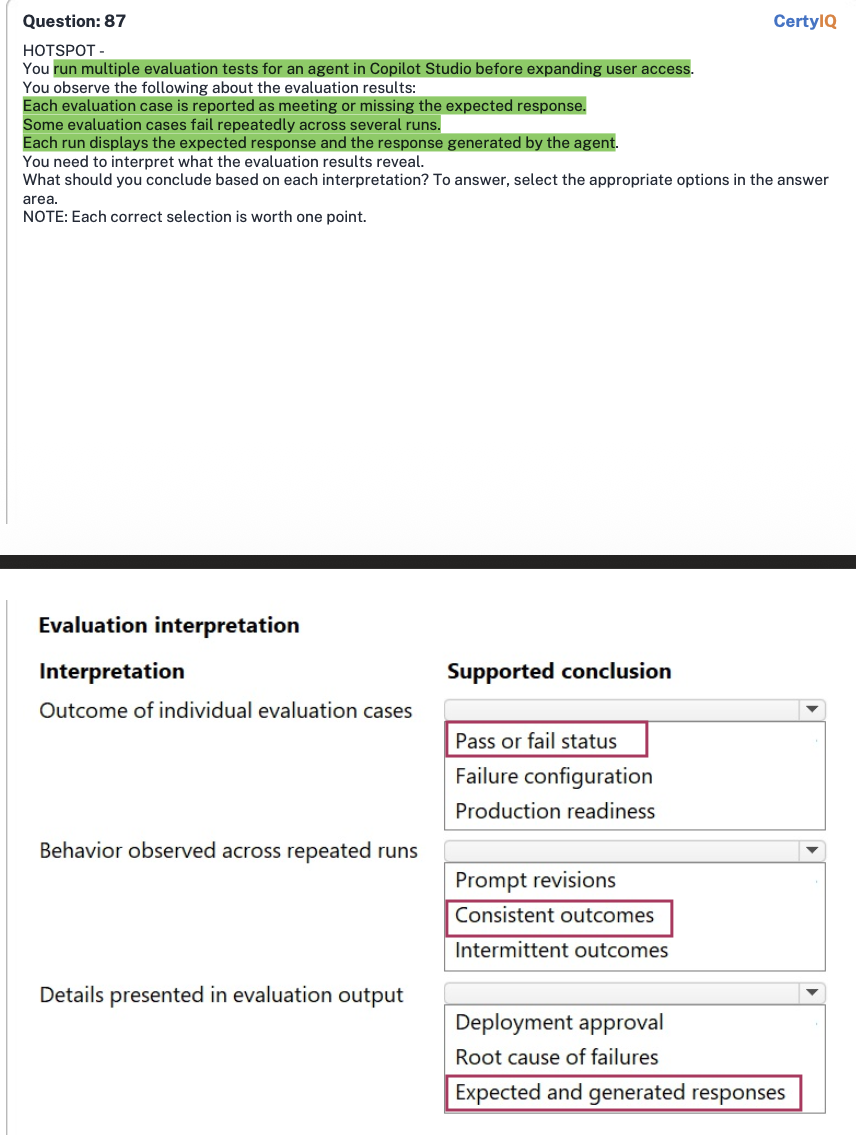 Question: 87
CertyIQ
HOTSPOT -
You run multiple evaluation tests for an agent in Copilot Studio before expanding user access.
You observe the following about the evaluation results:
Each evaluation case is reported as meeting or missing the expected response.
Some evaluation cases fail repeatedly across several runs.
Each run displays the expected response and the response generated by the agent.
You need to interpret what the evaluation results reveal.
What should you conclude based on each interpretation? To answer, select the appropriate options in the answer
area.
NOTE: Each correct selection is worth one point.
Evaluation interpretation
Interpretation
Supported conclusion
Outcome of individual evaluation cases
Pass or fail status
Failure configuration
Production readiness
Behavior observed across repeated runs
Prompt revisions
Consistent outcomes
Intermittent outcomes
Details presented in evaluation output
Deployment approval
Root cause of failures
Expected and generated responses